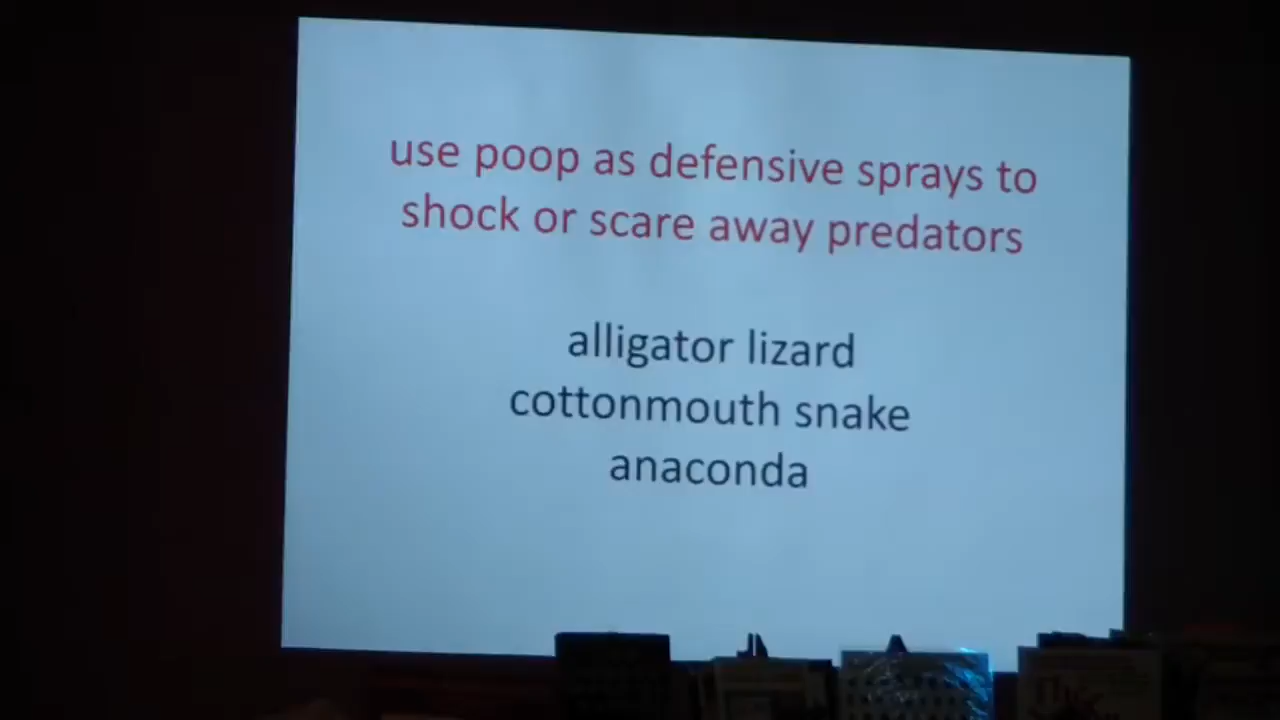 use poop as defensive sprays to
shock or scare away predators
alligator lizard
cottonmouth snake
anaconda